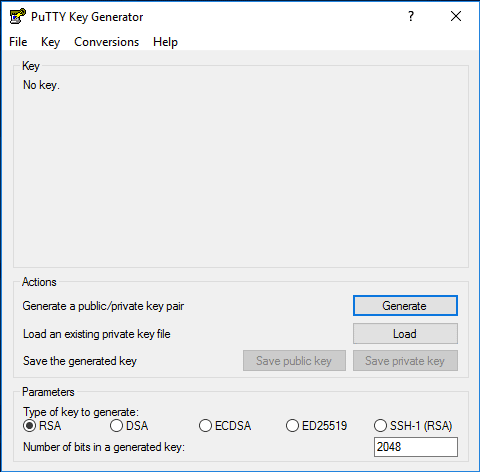 PuTTY Key Generator ?
File Key Conversions Help
Key
No key.
Actions
Generate a public/private key pair Generate
Load an existing private key file Load
Save the generated key Save public key Save private key
Parameters
Type of key to generate:
RSA DSA ECDSA ED25519 SSH-1 (RSA)
Number of bits in a generated key: 2048